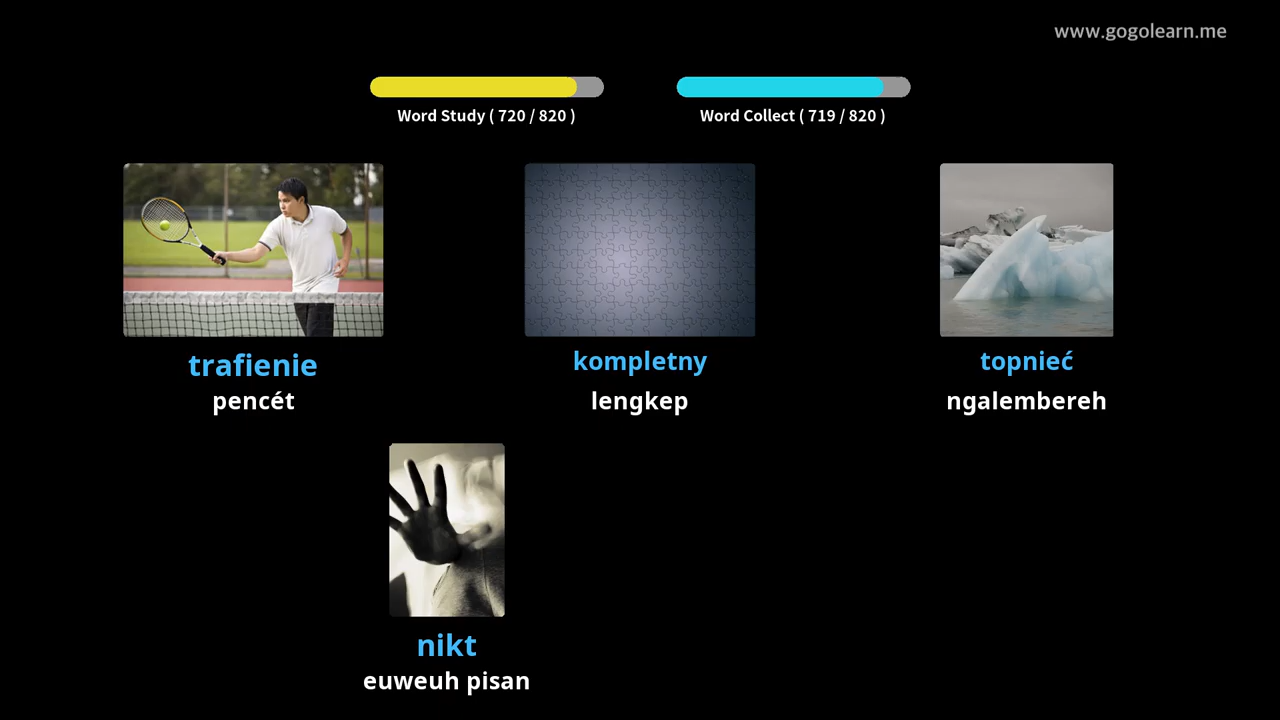 www.gogolearn.me
Word Study ( 720 / 820 )
Word Collect ( 719 / 820 )
trafienie
pencét
kompletny
lengkep
topnieć
ngalembereh
nikt
euweuh pisan